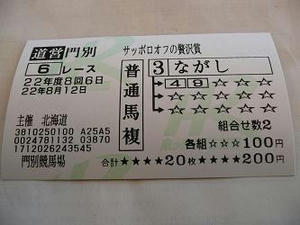 道営 門別
サッポロオフの贅沢賞
6 レース
22年度8回6日
22年8月12日
普通馬複
3 ながし
4 9 ☆ ☆ ☆
☆ ☆ ☆ ☆ ☆
☆ ☆ ☆ ☆ ☆
組合せ数2
主催 北海道
3810250100 A25A5
0024781132 03870
1712026243545
門別競馬場
各組☆☆☆100円
合計★★★★20枚★★★★200円